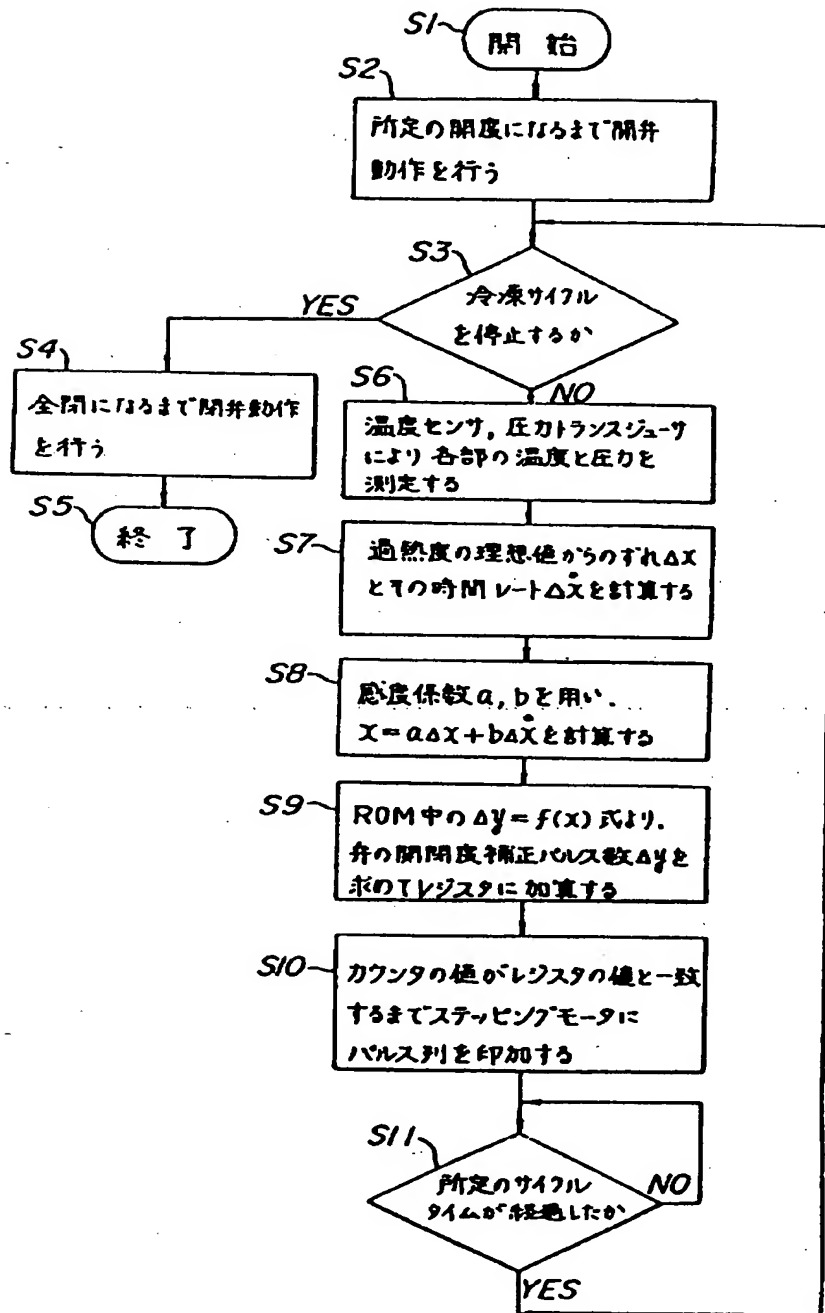 S1
開始
S2
所定の開度になるまで開弁
動作を行う
S3
冷凍サイクル
を停止するか
YES
S4
全閉になるまで閉弁動作
を行う
S5
終了
NO
S6
温度センサ,圧力トランスジューサ
により各部の温度と圧力を
測定する
S7
過熱度の理想値からのずれΔx
とその時間レートΔẋを計算する
S8
感度係数a,bを用い.
x=aΔx+bΔẋを計算する
S9
ROM中のΔy=f(x)式より.
弁の開閉度補正パルス数Δyを
求めてレジスタに加算する
S10
カウンタの値がレジスタの値と一致
するまでステッピングモータに
パルス列を印加する
S11
所定のサイクル
タイムが経過したか
NO
YES